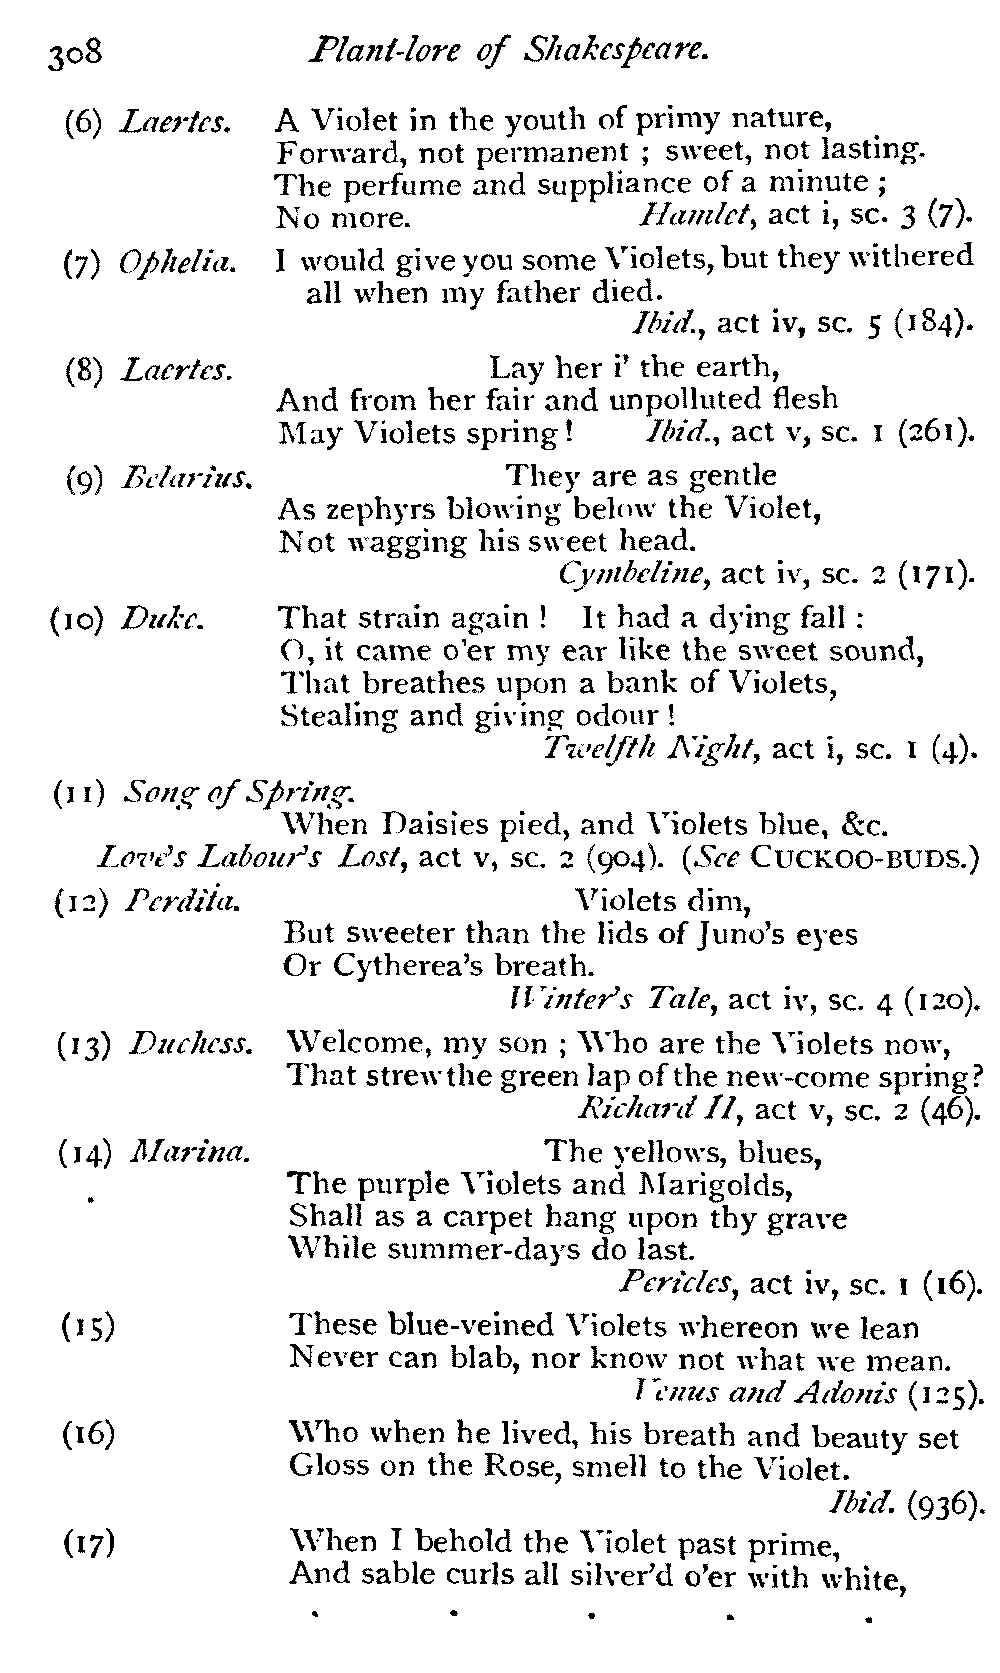 308 Plant-lore of Shakespeare.
(6) Laertes. A Violet in the youth of primy nature,
Forward, not permanent ; sweet, not lasting.
The perfume and suppliance of a minute ;
No more. Hamlet, act i, sc. 3 (7).
(7) Ophelia. I would give you some Violets, but they withered
all when my father died.
Ibid., act iv, sc. 5 (184).
(8) Laertes. Lay her i' the earth,
And from her fair and unpolluted flesh
May Violets spring ! Ibid., act v, sc. 1 (261).
(9) Belarius. They are as gentle
As zephyrs blowing below the Violet,
Not wagging his sweet head.
Cymbeline, act iv, sc. 2 (171).
(10) Duke. That strain again ! It had a dying fall :
O, it came o'er my ear like the sweet sound,
That breathes upon a bank of Violets,
Stealing and giving odour !
Twelfth Night, act i, sc. 1 (4).
(11) Song of Spring.
When Daisies pied, and Violets blue, &c.
Love's Labour's Lost, act v, sc. 2 (904). (See CUCKOO-BUDS.)
(12) Perdita. Violets dim,
But sweeter than the lids of Juno's eyes
Or Cytherea's breath.
Winter's Tale, act iv, sc. 4 (120).
(13) Duchess. Welcome, my son ; Who are the Violets now,
That strew the green lap of the new-come spring?
Richard II, act v, sc. 2 (46).
(14) Marina. The yellows, blues,
The purple Violets and Marigolds,
Shall as a carpet hang upon thy grave
While summer-days do last.
Pericles, act iv, sc. 1 (16).
(15) These blue-veined Violets whereon we lean
Never can blab, nor know not what we mean.
Venus and Adonis (125).
(16) Who when he lived, his breath and beauty set
Gloss on the Rose, smell to the Violet.
Ibid. (936).
(17) When I behold the Violet past prime,
And sable curls all silver'd o'er with white,
. . . . .